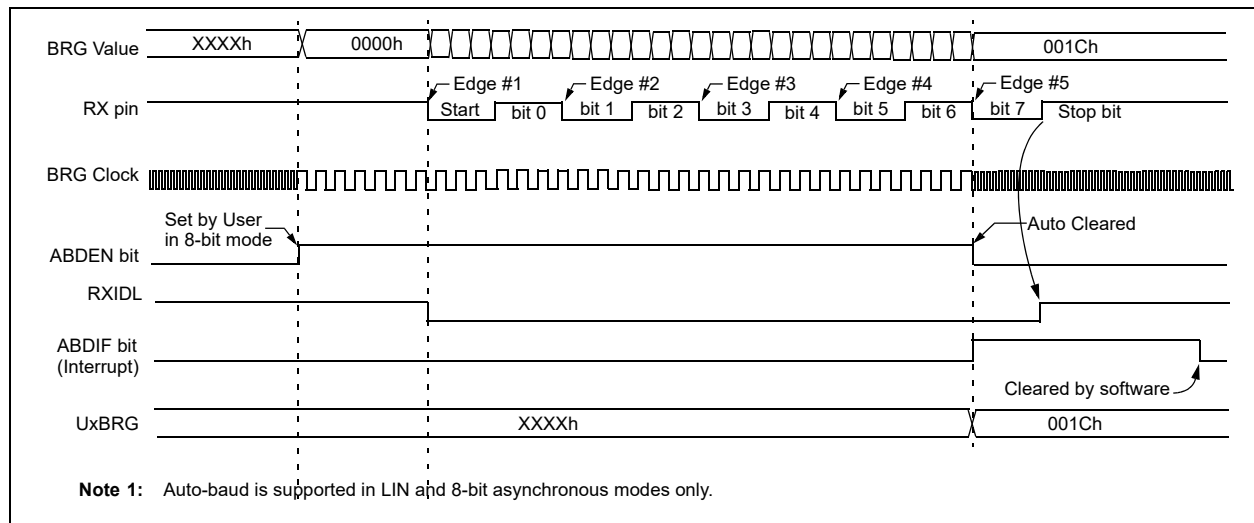 BRG Value XXXXh 0000h 001Ch
Edge #1 Edge #2 Edge #3 Edge #4 Edge #5
RX pin Start bit 0 bit 1 bit 2 bit 3 bit 4 bit 5 bit 6 bit 7 Stop bit
BRG Clock
Set by User
in 8-bit mode
Auto Cleared
ABDEN bit
RXIDL
ABDIF bit
(Interrupt)
Cleared by software
UxBRG XXXXh 001Ch
Note 1: Auto-baud is supported in LIN and 8-bit asynchronous modes only.